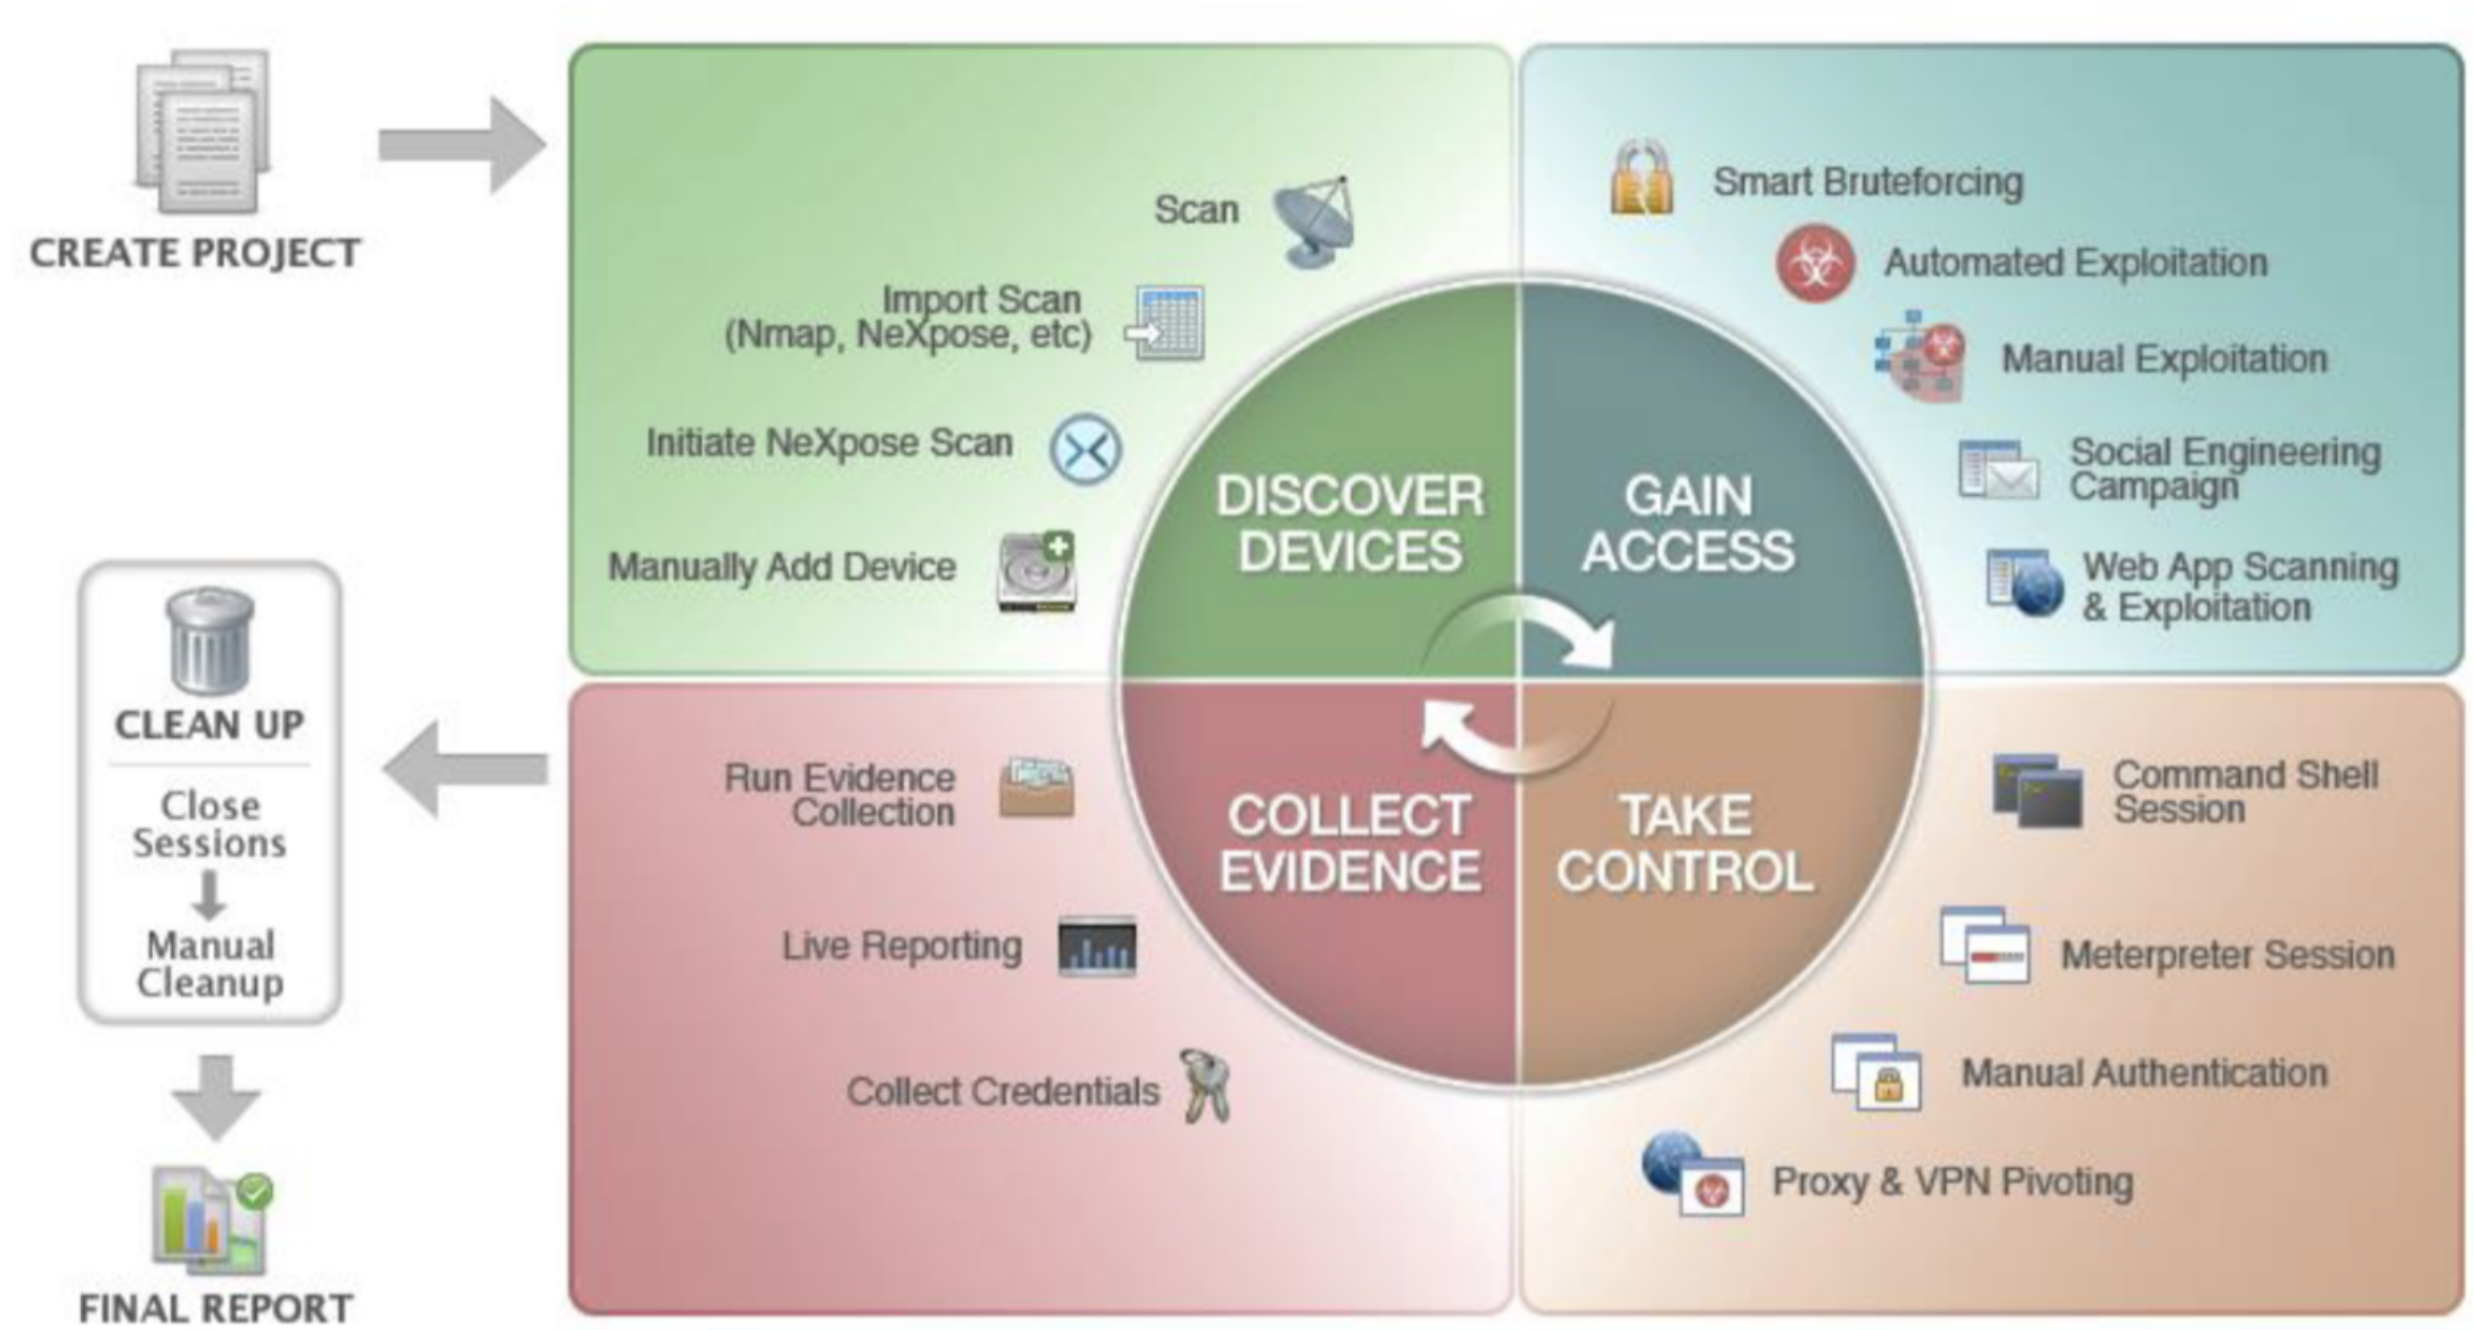 CREATE PROJECT
Scan
Import Scan
(Nmap, NeXpose, etc)
Initiate NeXpose Scan
Manually Add Device
DISCOVER
DEVICES
Smart Bruteforcing
Automated Exploitation
Manual Exploitation
Social Engineering
Campaign
Web App Scanning
& Exploitation
GAIN
ACCESS
TAKE
CONTROL
Command Shell
Session
Meterpreter Session
Manual Authentication
Proxy & VPN Pivoting
COLLECT
EVIDENCE
Run Evidence
Collection
Live Reporting
Collect Credentials
CLEAN UP
Close
Sessions
Manual
Cleanup
FINAL REPORT